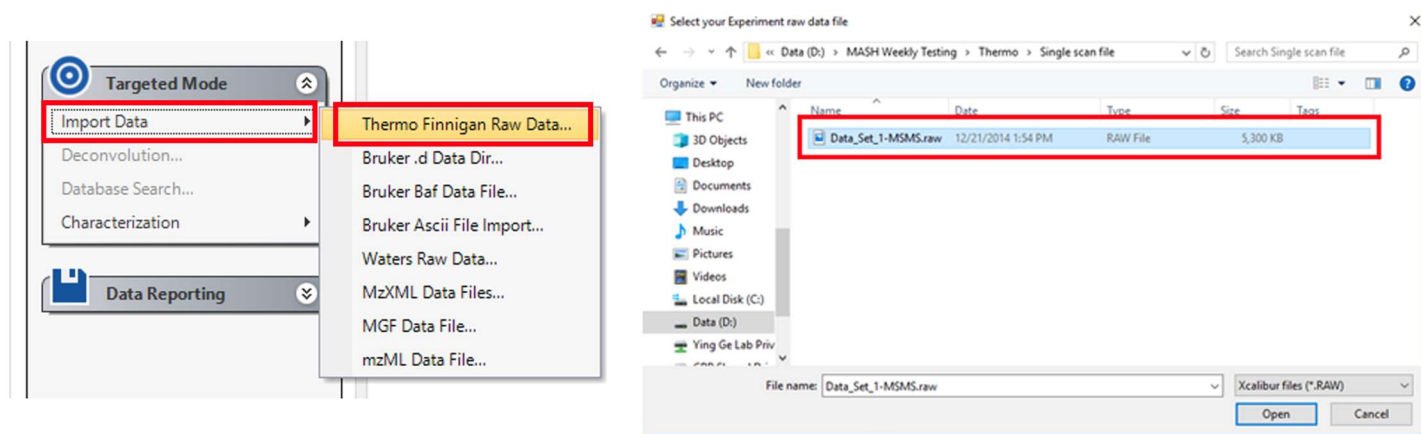 Targeted Mode
Import Data
Deconvolution...
Database Search...
Characterization
Data Reporting
Thermo Finnigan Raw Data...
Bruker .d Data Dir...
Bruker Baf Data File...
Bruker Ascii File Import...
Waters Raw Data...
MzXML Data Files...
MGF Data File...
mzML Data File...
Select your Experiment raw data file
« Data (D:) › MASH Weekly Testing › Thermo › Single scan file
Search Single scan file
Organize New folder
Name Date Type Size Tags
Data_Set_1-MSMS.raw 12/21/2014 1:54 PM RAW File 5,300 KB
This PC
3D Objects
Desktop
Documents
Downloads
Music
Pictures
Videos
Local Disk (C:)
Data (D:)
Ying Ge Lab Priv
File name: Data_Set_1-MSMS.raw Xcalibur files (*.RAW)
Open Cancel